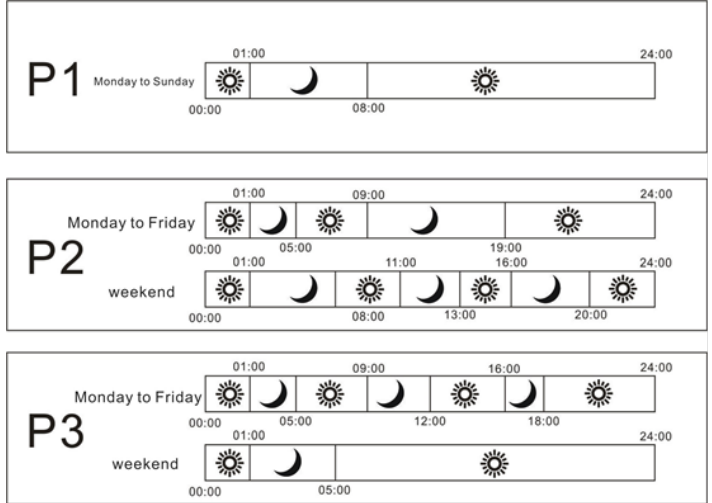 01:00 24:00
P1 Monday to Sunday
00:00 08:00
01:00 09:00 24:00
Monday to Friday
00:00 05:00 19:00
P2
01:00 11:00 16:00 24:00
weekend
00:00 08:00 13:00 20:00
01:00 09:00 16:00 24:00
Monday to Friday
00:00 05:00 12:00 18:00
P3
01:00 24:00
weekend
00:00 05:00